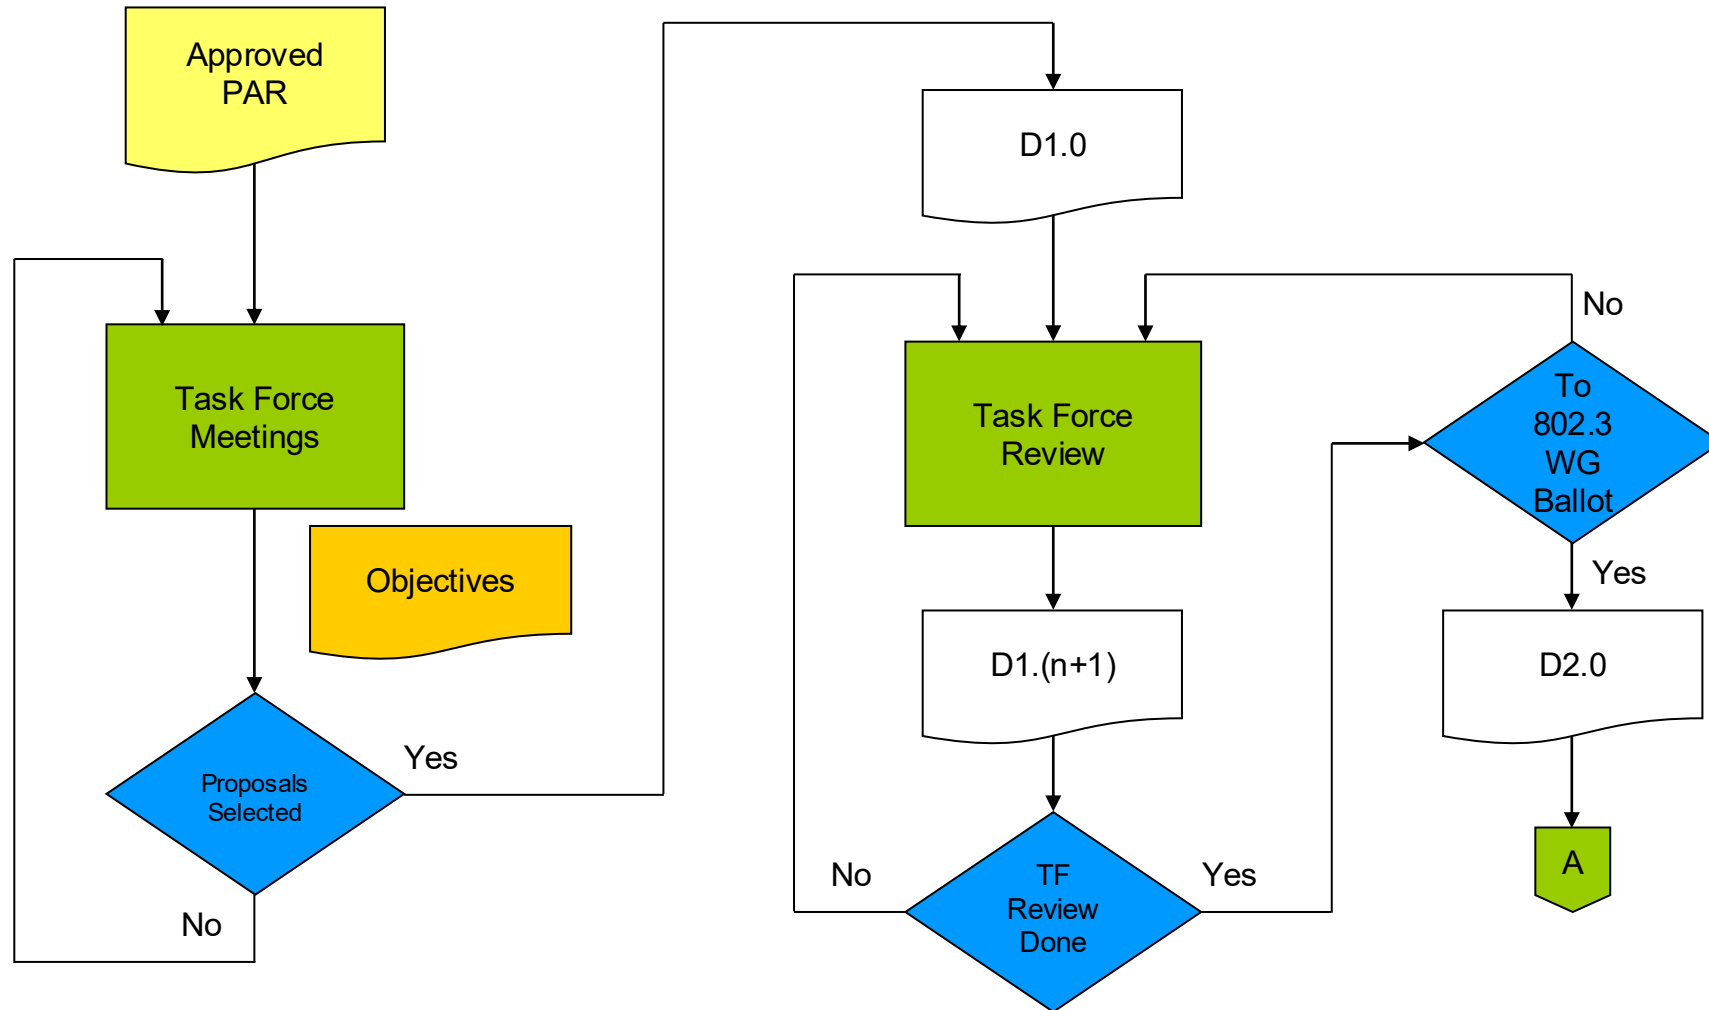 Approved
PAR
Task Force
Meetings
Objectives
Proposals
Selected
Yes
No
D1.0
Task Force
Review
D1.(n+1)
TF
Review
Done
No
Yes
To
802.3
WG
Ballot
No
Yes
D2.0
A